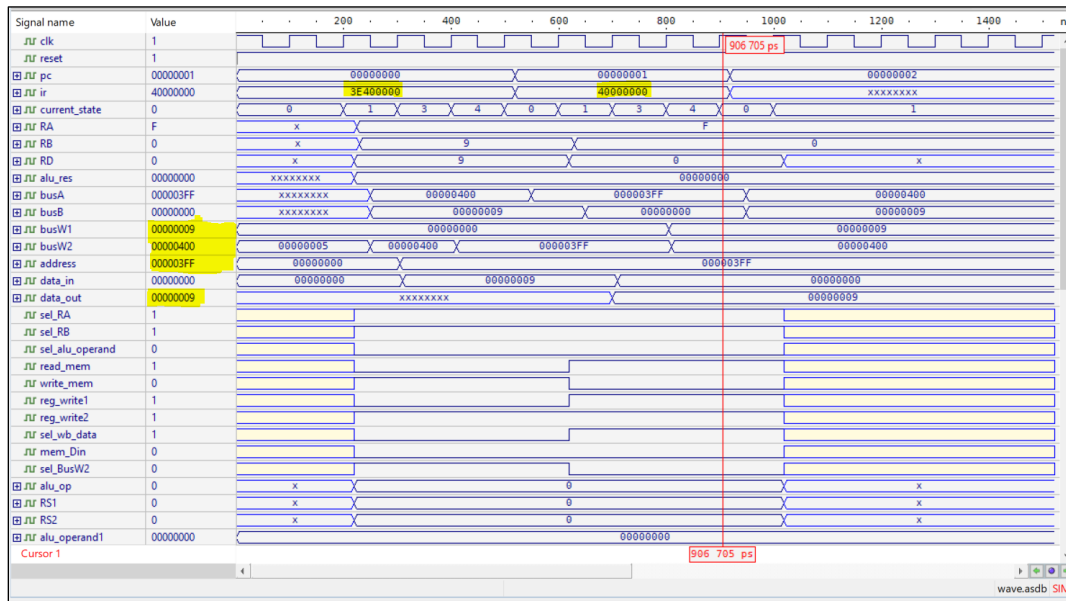 Signal name Value 200 400 600 800 1000 1200 1400 n
906 705 ps
clk 1
reset 1
pc 00000001 00000000 00000001 00000002
ir 40000000 3E400000 40000000 xxxxxxxx
current_state 0 0 1 3 4 0 1 3 4 0 1
RA F x F
RB 0 x 9 0
RD 0 x 9 0 x
alu_res 00000000 xxxxxxxx 00000000
busA 000003FF xxxxxxxx 00000400 000003FF 00000400
busB 00000000 xxxxxxxx 00000009 00000000 00000009
busW1 00000009 00000000 00000009
busW2 00000400 00000005 00000400 000003FF 00000400
address 000003FF 00000000 000003FF
data_in 00000000 00000000 00000009 00000000
data_out 00000009 xxxxxxxx 00000009
sel_RA 1
sel_RB 1
sel_alu_operand 0
read_mem 1
write_mem 0
reg_write1 1
reg_write2 1
sel_wb_data 1
mem_Din 0
sel_BusW2 0
alu_op 0 x 0 x
RS1 0 x 0 x
RS2 0 x 0 x
alu_operand1 00000000 00000000
Cursor 1 906 705 ps
wave.asdb SIM